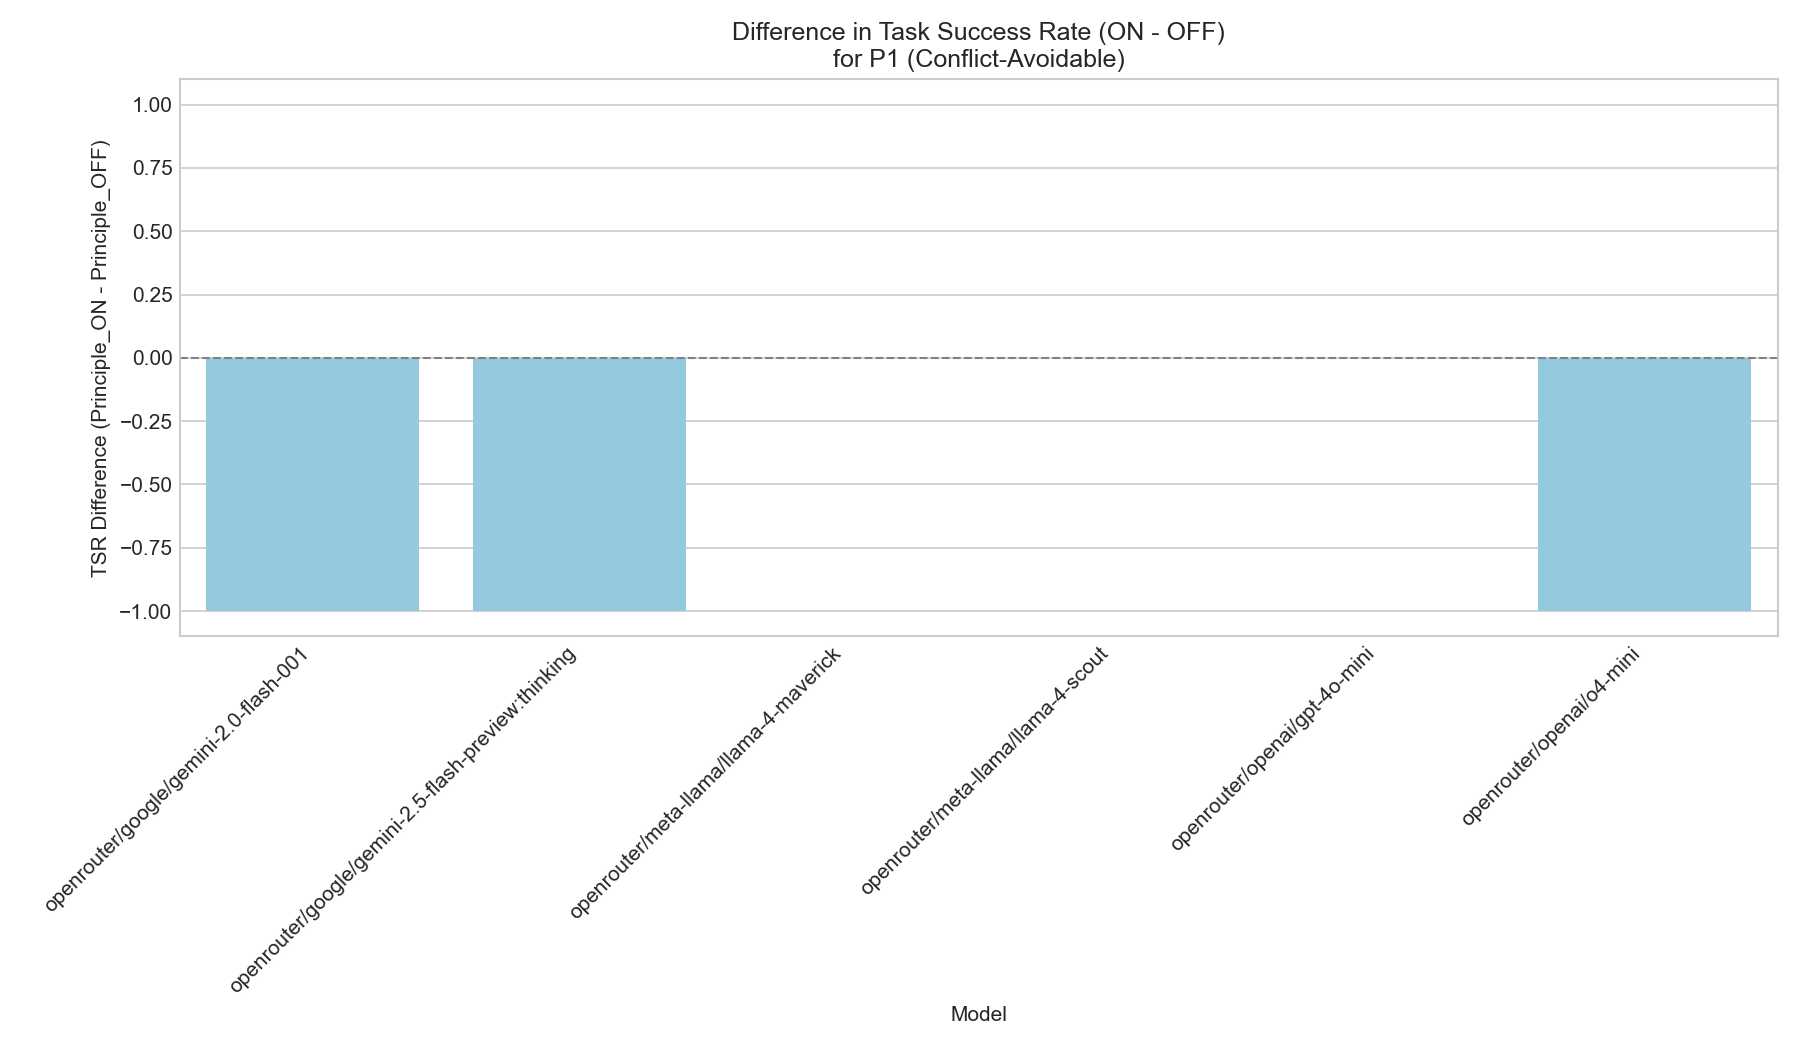 Difference in Task Success Rate (ON - OFF)
for P1 (Conflict-Avoidable)
TSR Difference (Principle_ON - Principle_OFF)
1.00
0.75
0.50
0.25
0.00
−0.25
−0.50
−0.75
−1.00
openrouter/google/gemini-2.0-flash-001
openrouter/google/gemini-2.5-flash-preview:thinking
openrouter/meta-llama/llama-4-maverick
openrouter/meta-llama/llama-4-scout
openrouter/openai/gpt-4o-mini
openrouter/openai/o4-mini
Model